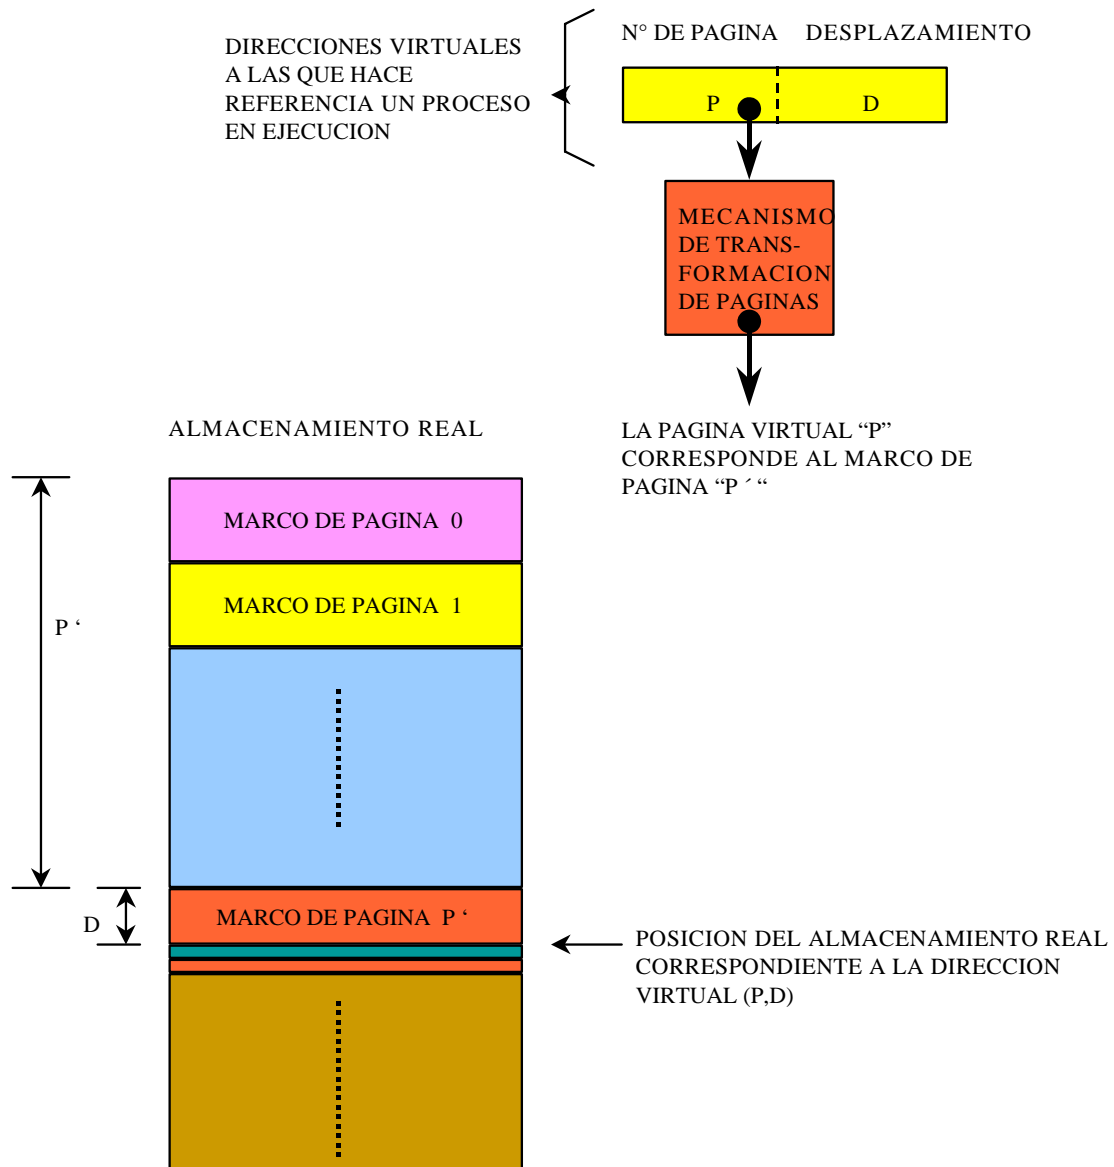 DIRECCIONES VIRTUALES
A LAS QUE HACE
REFERENCIA UN PROCESO
EN EJECUCION
N° DE PAGINA DESPLAZAMIENTO
P D
MECANISMO
DE TRANS-
FORMACION
DE PAGINAS
LA PAGINA VIRTUAL “P”
CORRESPONDE AL MARCO DE
PAGINA “P ´ “
ALMACENAMIENTO REAL
MARCO DE PAGINA 0
MARCO DE PAGINA 1
P ‘
MARCO DE PAGINA P ‘
D
POSICION DEL ALMACENAMIENTO REAL
CORRESPONDIENTE A LA DIRECCION
VIRTUAL (P,D)